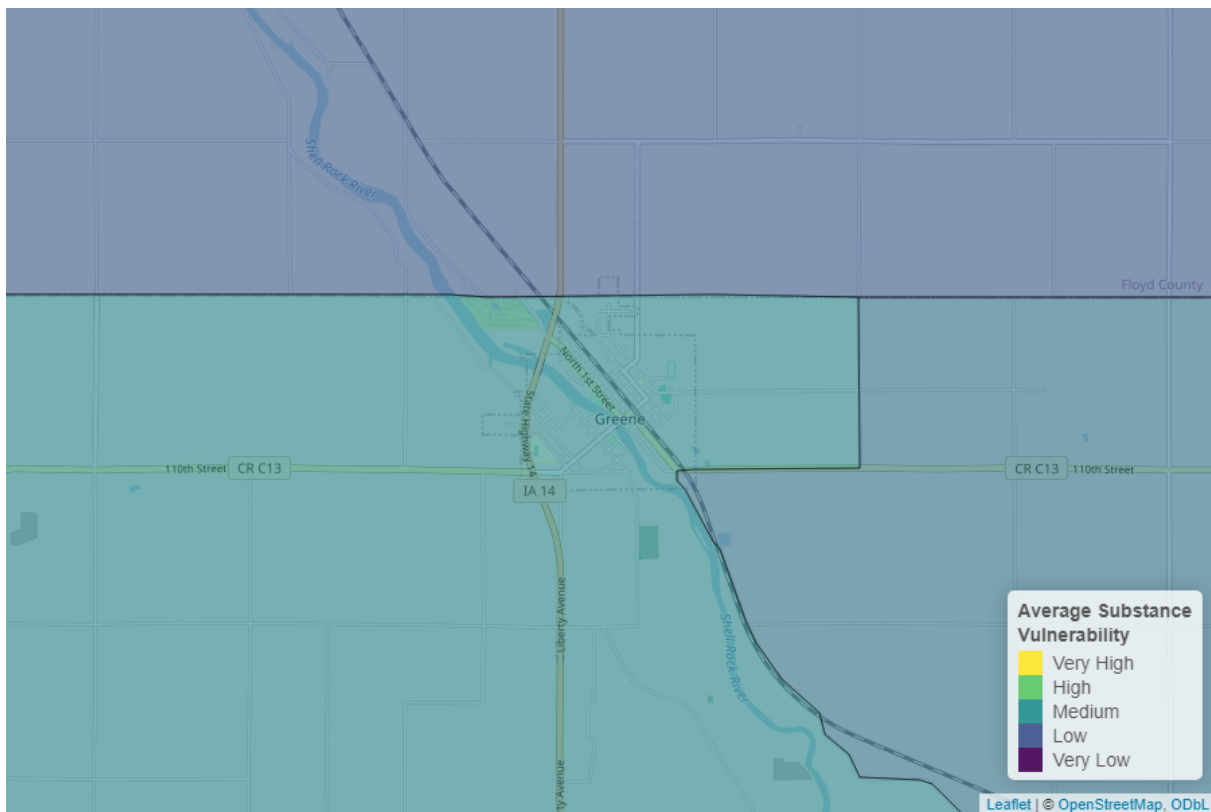 Shell Rock River
Floyd County
North 1st Street
State Highway 14
Greene
110th Street
CR C13
CR C13
110th Street
IA 14
Liberty Avenue
Shell Rock River
Liberty Avenue
Average Substance
Vulnerability
Very High
High
Medium
Low
Very Low
Leaflet | © OpenStreetMap, ODbL